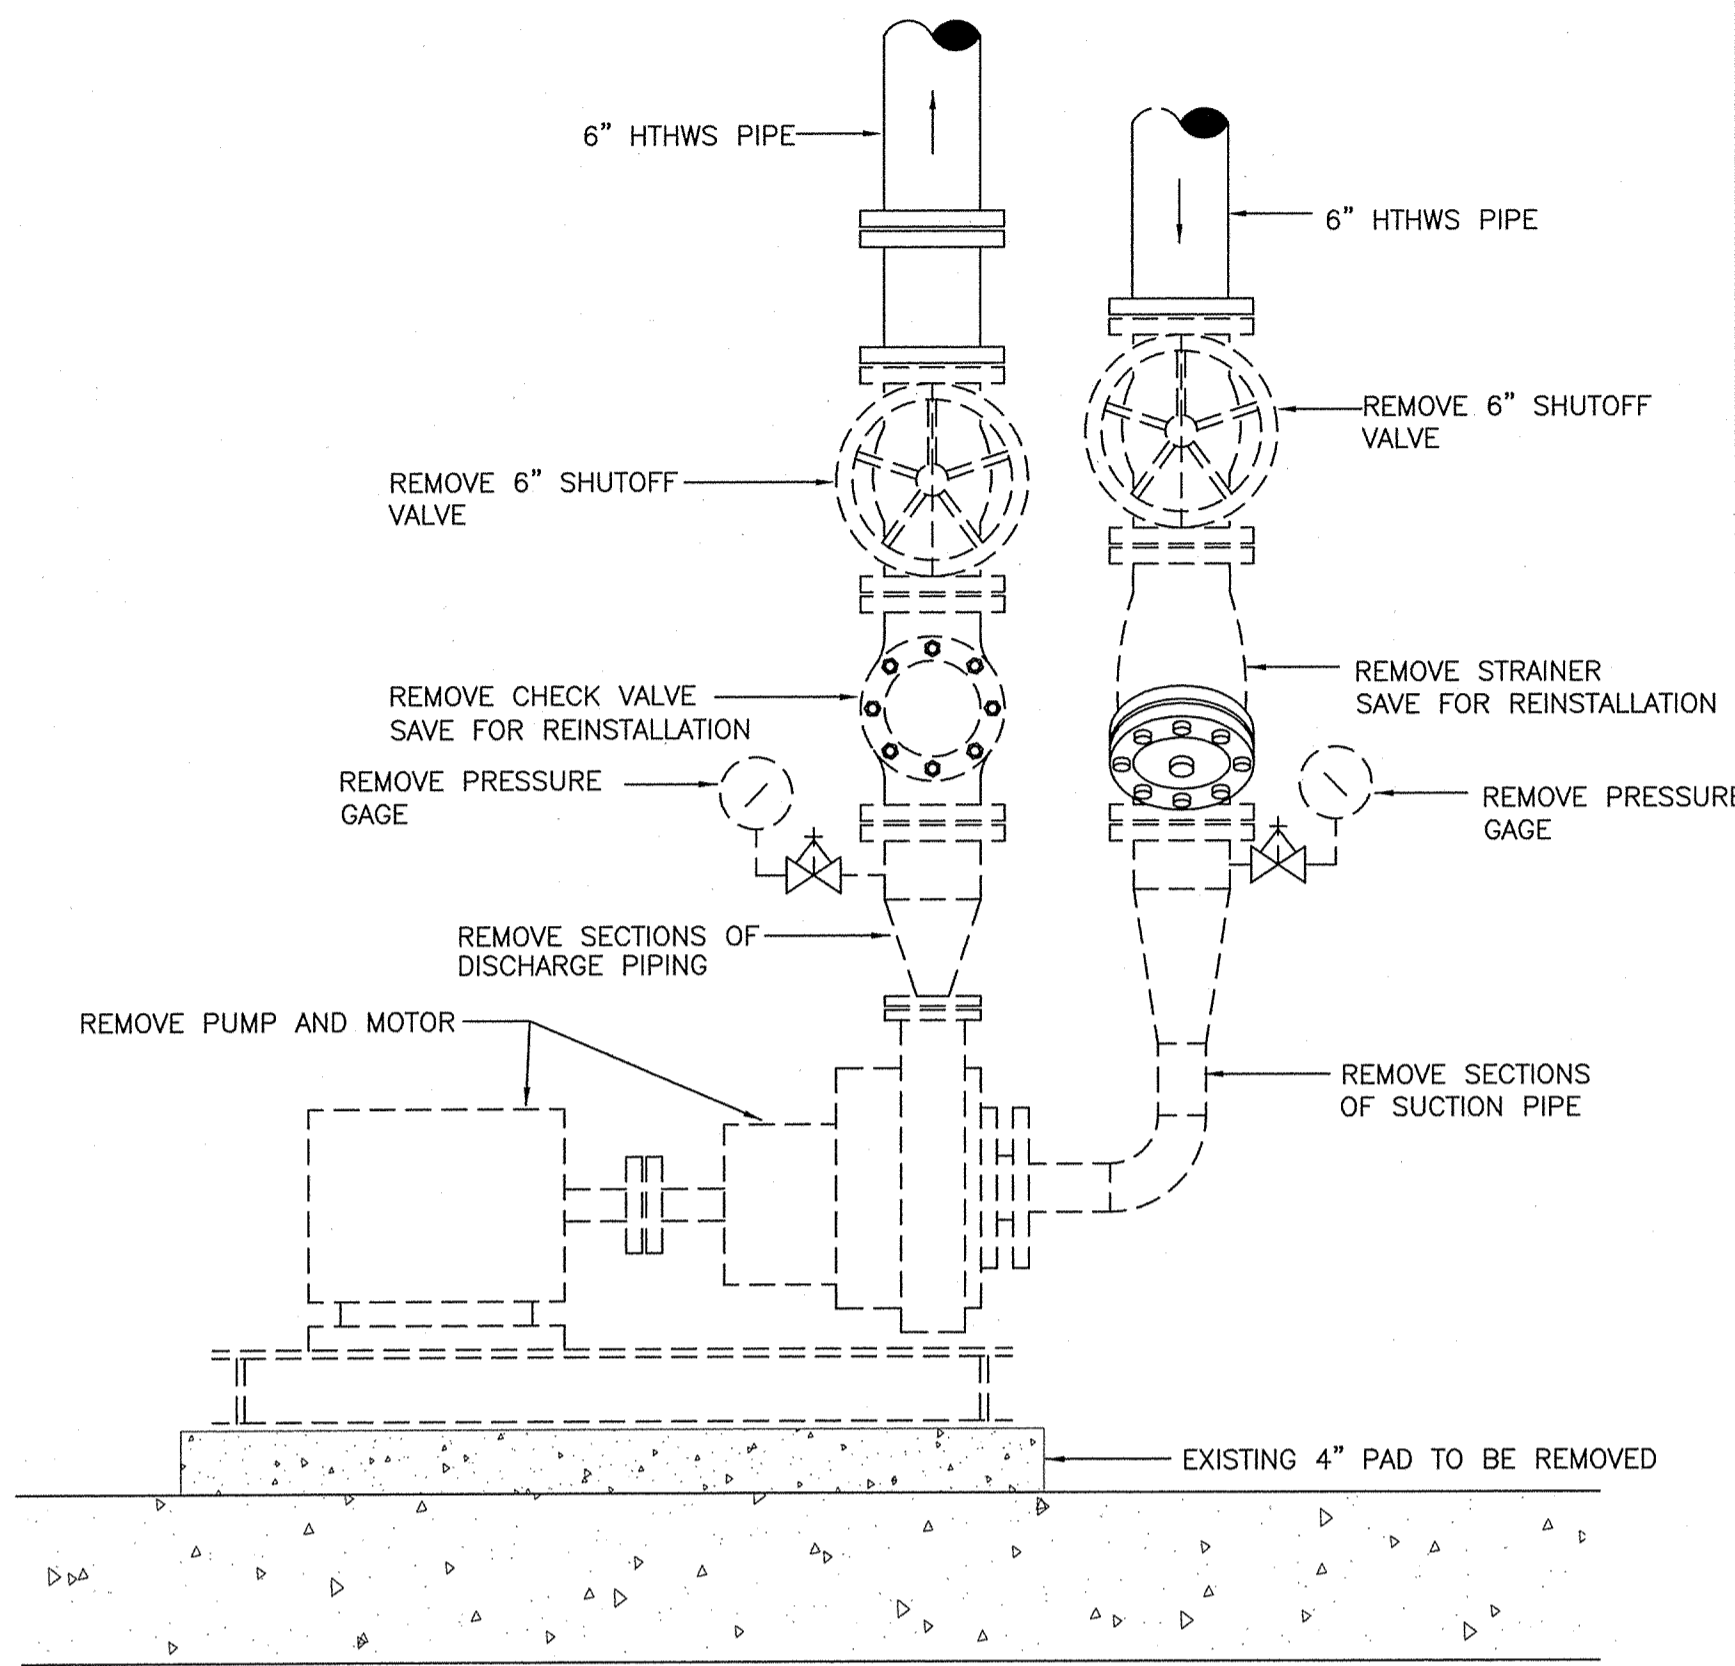 6” HTHWS PIPE
6” HTHWS PIPE
REMOVE 6” SHUTOFF
VALVE
REMOVE 6” SHUTOFF
VALVE
REMOVE STRAINER
SAVE FOR REINSTALLATION
REMOVE CHECK VALVE
SAVE FOR REINSTALLATION
REMOVE PRESSURE
GAGE
REMOVE PRESSURE
GAGE
REMOVE SECTIONS OF
DISCHARGE PIPING
REMOVE PUMP AND MOTOR
REMOVE SECTIONS
OF SUCTION PIPE
EXISTING 4” PAD TO BE REMOVED